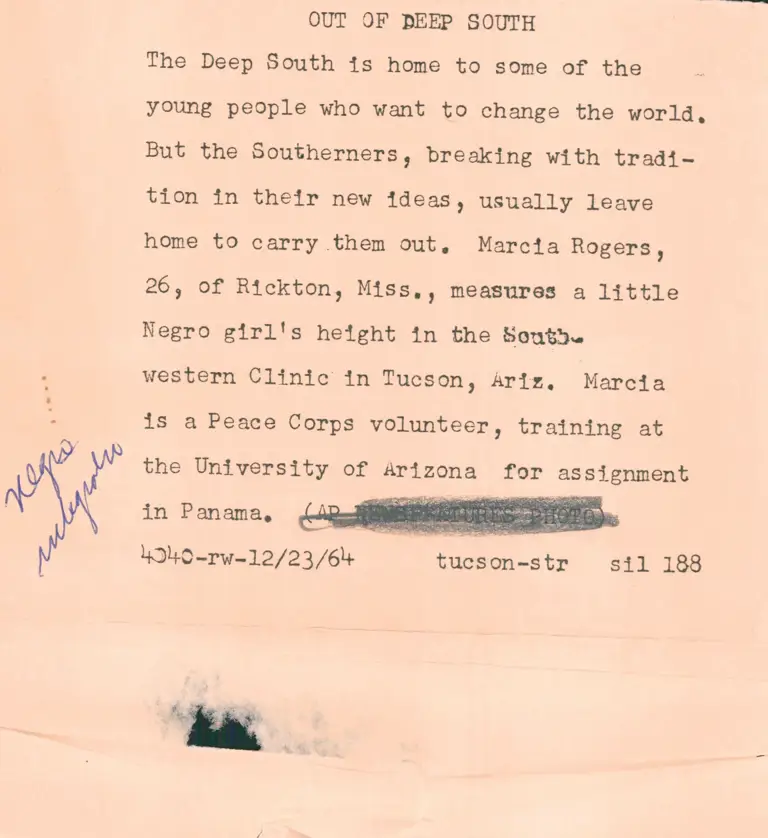 OUT OF DEEP SOUTH
The Deep South is home to some of the
young people who want to change the world.
But the Southerners, breaking with tradi-
tion in their new ideas, usually leave
home to carry them out. Marcia Rogers,
26, of Rickton, Miss., measures a little
Negro girl's height in the South-
western Clinic in Tucson, Ariz. Marcia
is a Peace Corps volunteer, training at
the University of Arizona for assignment
in Panama. (AP NEWSFEATURES PHOTO)
4040-rw-12/23/64 tucson-str sil 188
Negro